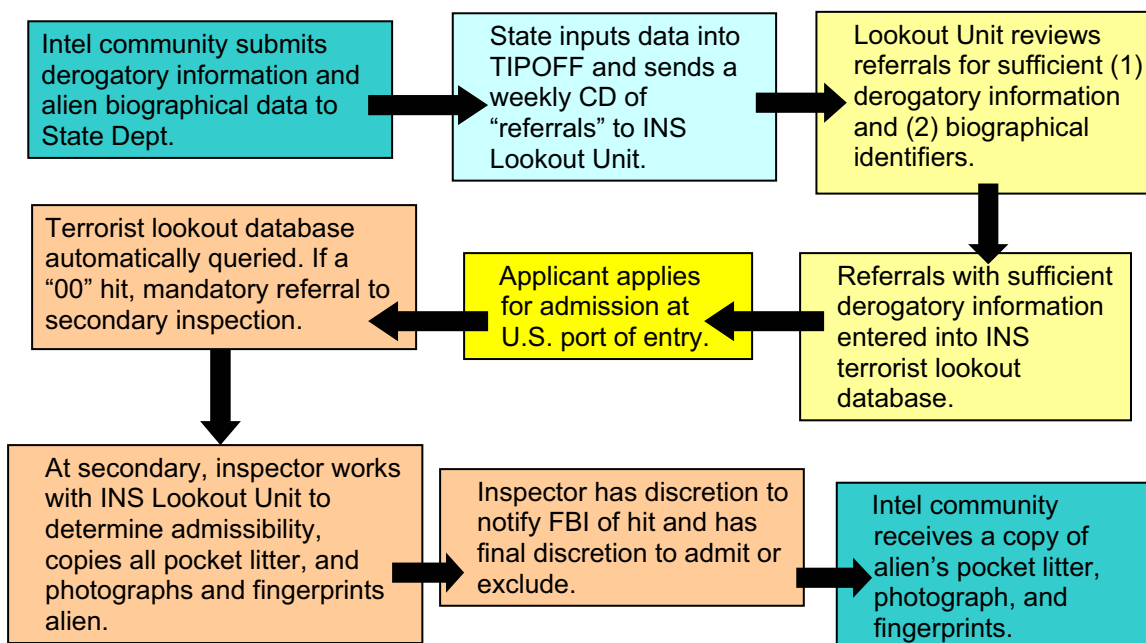 Intel community submits
derogatory information and
alien biographical data to
State Dept.
State inputs data into
TIPOFF and sends a
weekly CD of
“referrals” to INS
Lookout Unit.
Lookout Unit reviews
referrals for sufficient (1)
derogatory information
and (2) biographical
identifiers.
Referrals with sufficient
derogatory information
entered into INS
terrorist lookout
database.
Applicant applies
for admission at
U.S. port of entry.
Terrorist lookout database
automatically queried. If a
“00” hit, mandatory referral to
secondary inspection.
At secondary, inspector works
with INS Lookout Unit to
determine admissibility,
copies all pocket litter, and
photographs and fingerprints
alien.
Inspector has discretion to
notify FBI of hit and has
final discretion to admit or
exclude.
Intel community
receives a copy of
alien’s pocket litter,
photograph, and
fingerprints.